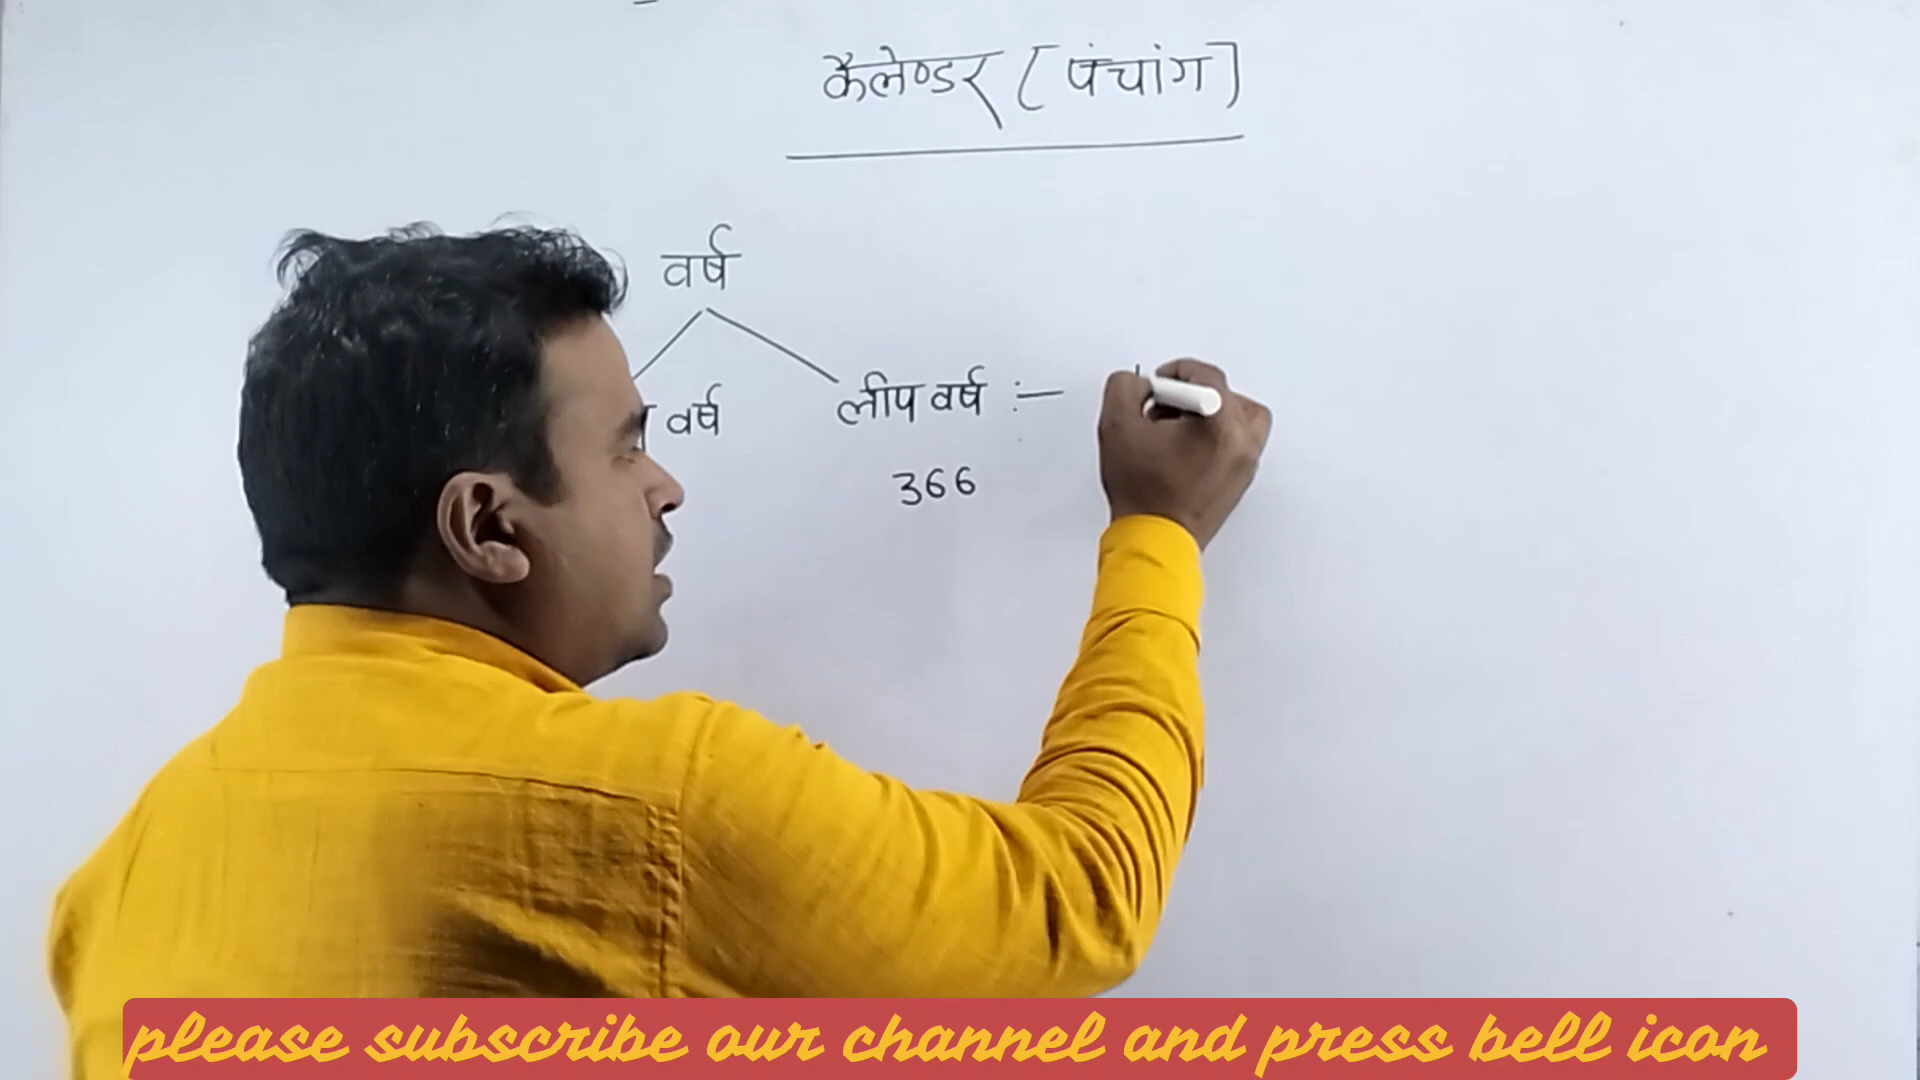 कैलेण्डर (पंचांग]
वर्ष
वर्ष लीप वर्ष :-
366
please subscribe our channel and press bell icon